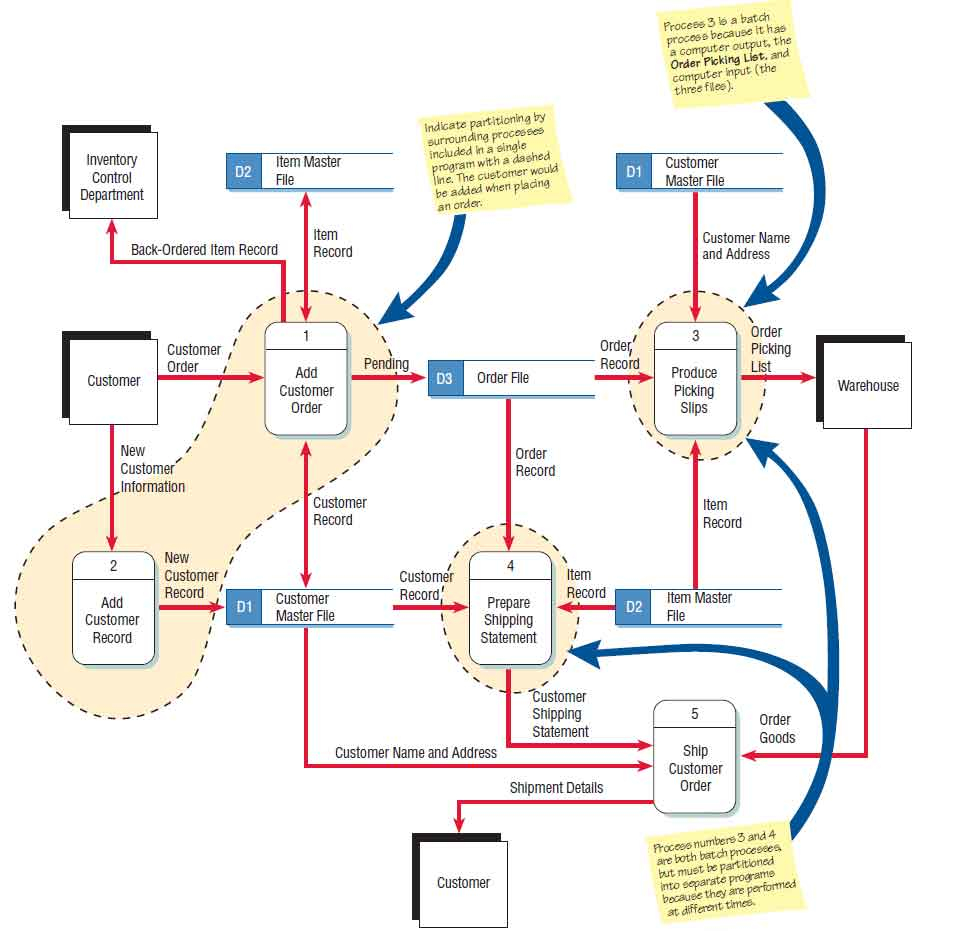 Process 3 is a batch
process because it has
a computer output, the
Order Picking List, and
computer input (the
three files).
Indicate partitioning by
surrounding processes
included in a single
program with a dashed
line. The customer would
be added when placing
an order.
Inventory
Control
Department
D2
Item Master
File
D1
Customer
Master File
Back-Ordered Item Record
Item
Record
Customer Name
and Address
Customer
Customer
Order
1
Add
Customer
Order
Pending
D3
Order File
Order
Record
3
Produce
Picking
Slips
Order
Picking
List
Warehouse
New
Customer
Information
Customer
Record
Order
Record
Item
Record
2
Add
Customer
Record
New
Customer
Record
D1
Customer
Master File
Customer
Record
4
Prepare
Shipping
Statement
Item
Record
D2
Item Master
File
Customer
Shipping
Statement
Customer Name and Address
5
Ship
Customer
Order
Order
Goods
Shipment Details
Customer
Process numbers 3 and 4
are both batch processes,
but must be partitioned
into separate programs
because they are performed
at different times.